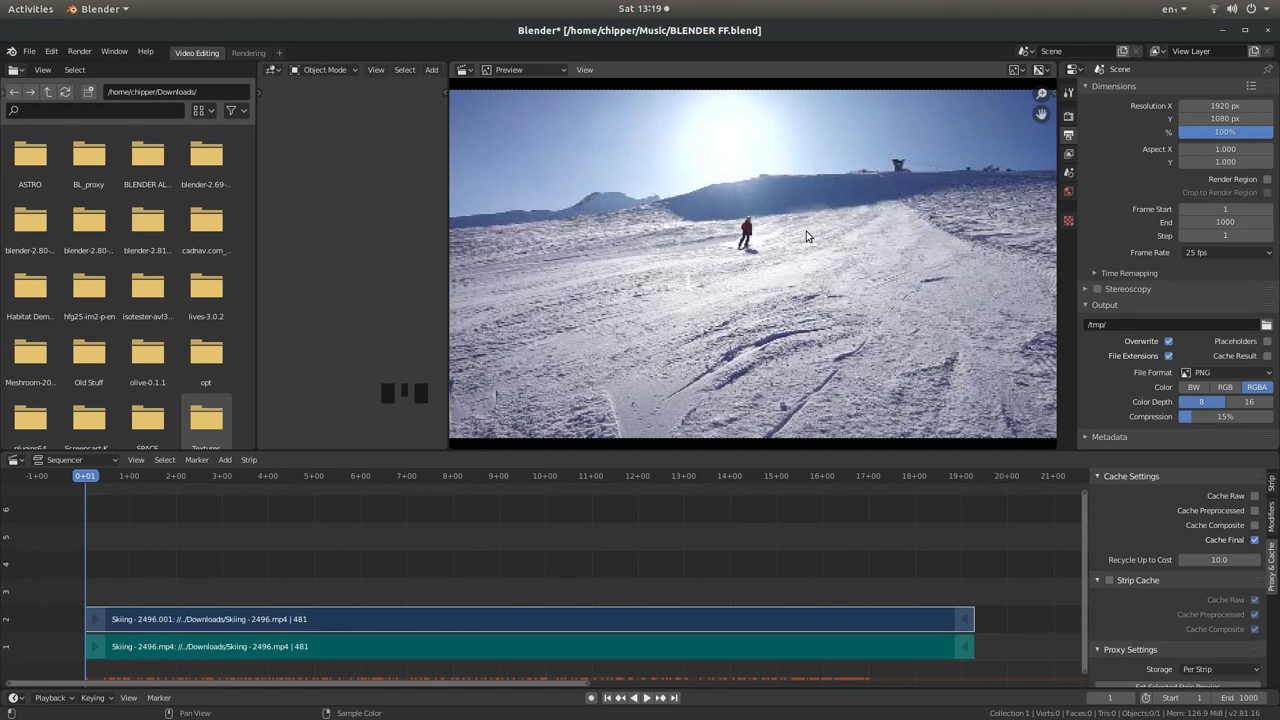 Activities Blender Sat 13:19 en1
Blender* [/home/chipper/Music/BLENDER FF.blend]
File Edit Render Window Help Video Editing Rendering + Scene View Layer
View Select Object Mode View Select Add Preview View Scene
/home/chipper/Downloads/
ASTRO BL_proxy BLENDER AL... blender-2.69-..
blender-2.80-.. blender-2.80-.. blender-2.81... cadnav.com_..
Habitat Dem... hfg25-im2-p-en isotester-avl3... lives-3.0.2
Meshroom-20... Old Stuff olive-0.1.1 opt
Dimensions
Resolution X 1920 px
Y 1080 px
% 100%
Aspect X 1.000
Y 1.000
Render Region
Crop to Render Region
Frame Start 1
End 1000
Step 1
Frame Rate 25 fps
Time Remapping
Stereoscopy
Output
/tmp/
Overwrite Placeholders
File Extensions Cache Result
File Format PNG
Color BW RGB RGBA
Color Depth 8 16
Compression 15%
Metadata
Sequencer View Select Marker Add Strip
-1+00 0+01 1+00 2+00 3+00 4+00 5+00 6+00 7+00 8+00 9+00 10+00 11+00 12+00 13+00 14+00 15+00 16+00 17+00 18+00 19+00 20+00 21+00
6
5
4
3
2 Skiing - 2496.001: //../Downloads/Skiing - 2496.mp4 | 481
1 Skiing - 2496.mp4: //../Downloads/Skiing - 2496.mp4 | 481
Cache Settings
Cache Raw
Cache Preprocessed
Cache Composite
Cache Final
Recycle Up to Cost 10.0
Strip Cache
Cache Raw
Cache Preprocessed
Cache Composite
Proxy Settings
Storage Per Strip
Strip
Modifiers
Proxy & Cache
Playback Keying View Marker 1 Start 1 End 1000
Pan View Sample Color Collection 1 | Verts:0 | Faces:0 | Tris:0 | Objects:0/1 | Mem: 126.9 MiB | v2.81.16